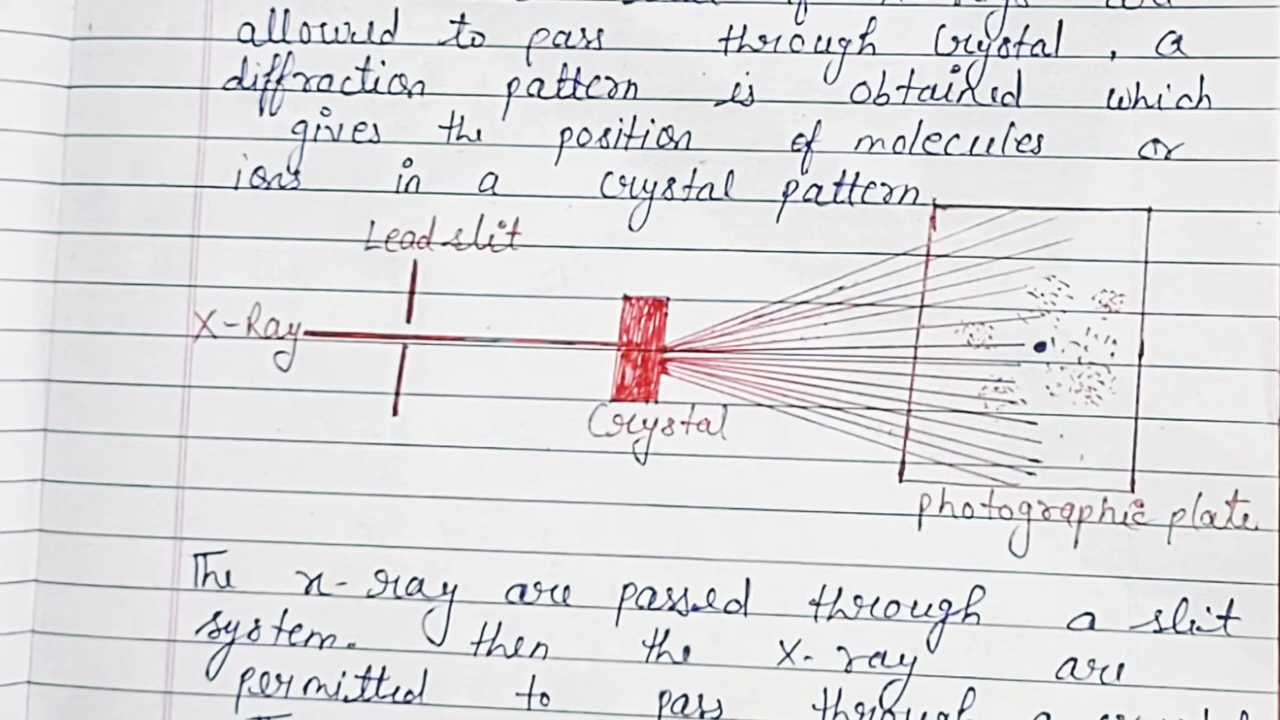 allowed to pass through Crystal, a
diffraction pattern is obtained which
gives the position of molecules or
ions in a crystal pattern.
Lead slit
X-Ray
Crystal
photographic plate
The x-ray are passed through a slit
system. then the X-ray are
permitted to pass through a